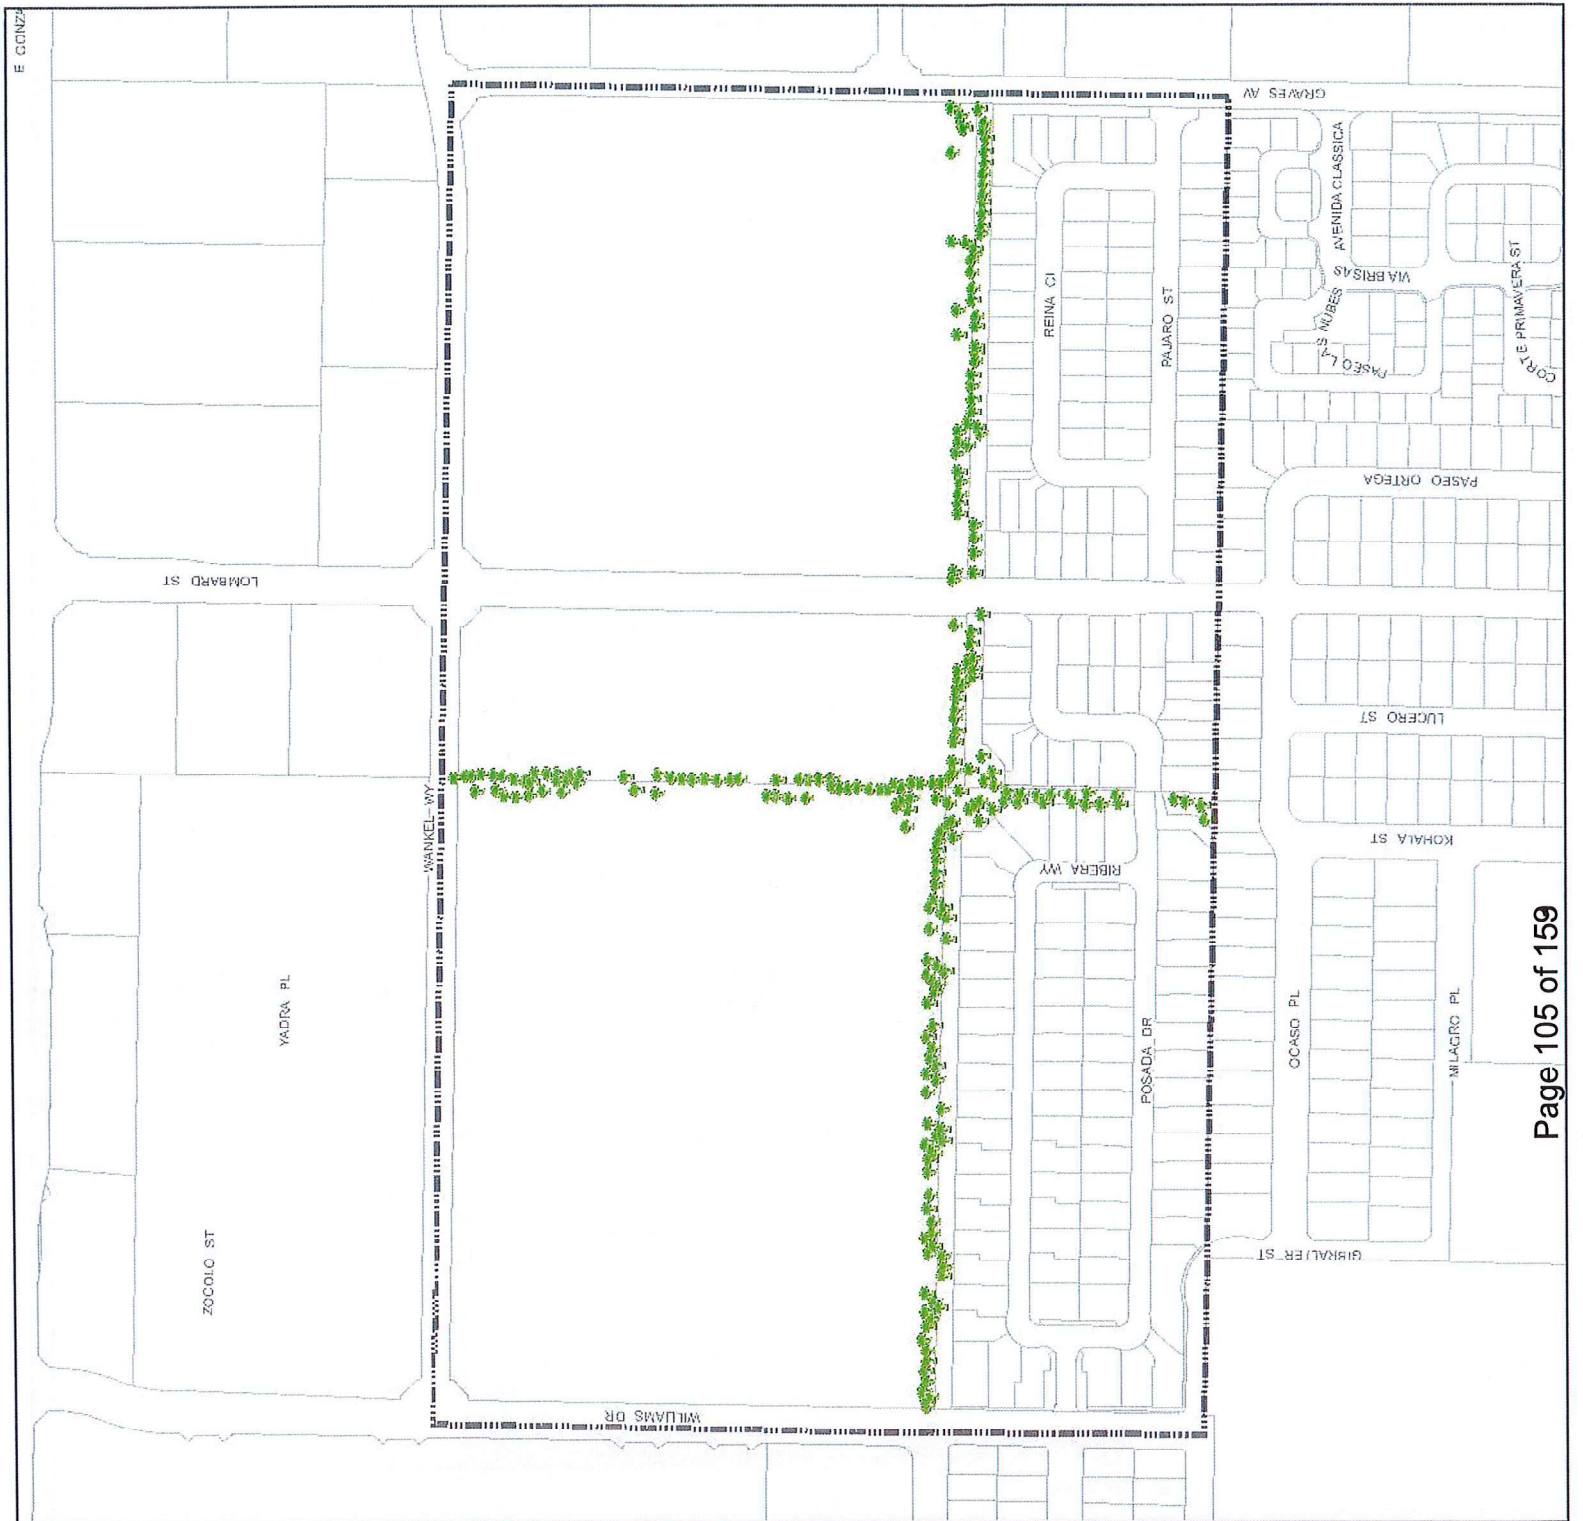 E GONZA
GRAVES AV
AVENIDA CLASSICA
VIA BRISAS
CORTE PRIMAVERA ST
PASEO LAS NUBES
REINA CI
PAJARO ST
PASEO ORTEGA
LOMBARD ST
LUCERO ST
WANKEL WY
KOHALA ST
RIBERA WY
YADRA PL
POSADA DR
OCASO PL
MILAGRO PL
ZOCOLO ST
GIBRALTER ST
WILLIAMS DR
Page 105 of 159